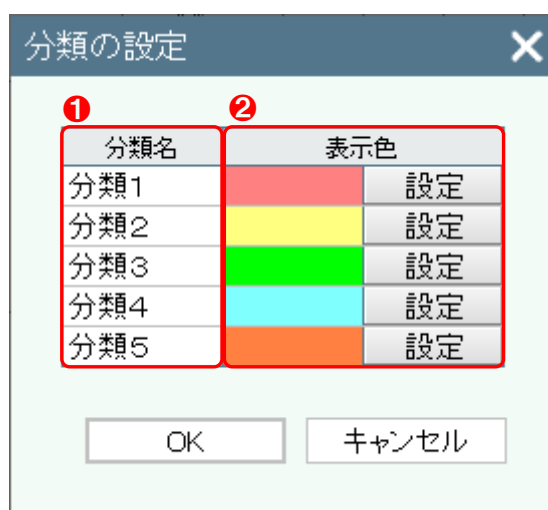 分類の設定
❶ ❷
分類名 表示色
分類1 設定
分類2 設定
分類3 設定
分類4 設定
分類5 設定
OK キャンセル